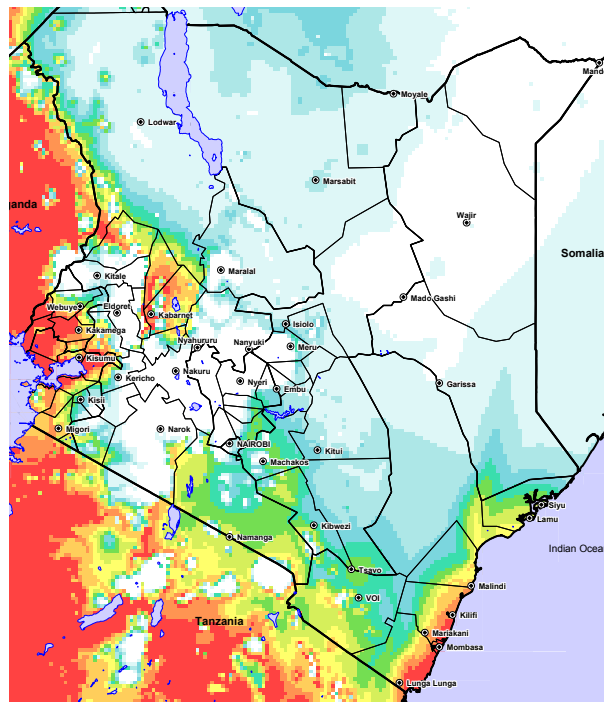 Mand
Moyale
Lodwar
Marsabit
ganda
Wajir
Somalia
Kitale
Maralal
Mado Gashi
Webuye
Eldoret
Kabarnet
Isiolo
Kakamega
Nyahururu
Nanyuki
Meru
Kisumu
Kericho
Nakuru
Nyeri
Embu
Garissa
Kisii
Migori
Narok
NAIROBI
Kitui
Machakos
Siyu
Lamu
Kibwezi
Namanga
Indian Ocea
Tsavo
Malindi
VOI
Kilifi
Tanzania
Mariakani
Mombasa
Lunga Lunga